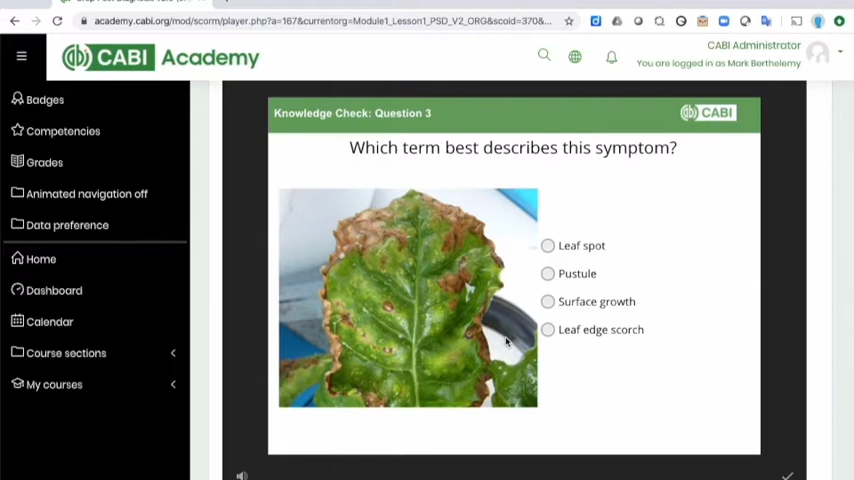 academy.cabi.org/mod/scorm/player.php?a=167&currentorg=Module1_Lesson1_PSD_V2_ORG&scoid=370&...
CABI Academy
CABI Administrator
You are logged in as Mark Berthelemy
Badges
Competencies
Grades
Animated navigation off
Data preference
Home
Dashboard
Calendar
Course sections
My courses
Knowledge Check: Question 3
CABI
Which term best describes this symptom?
Leaf spot
Pustule
Surface growth
Leaf edge scorch